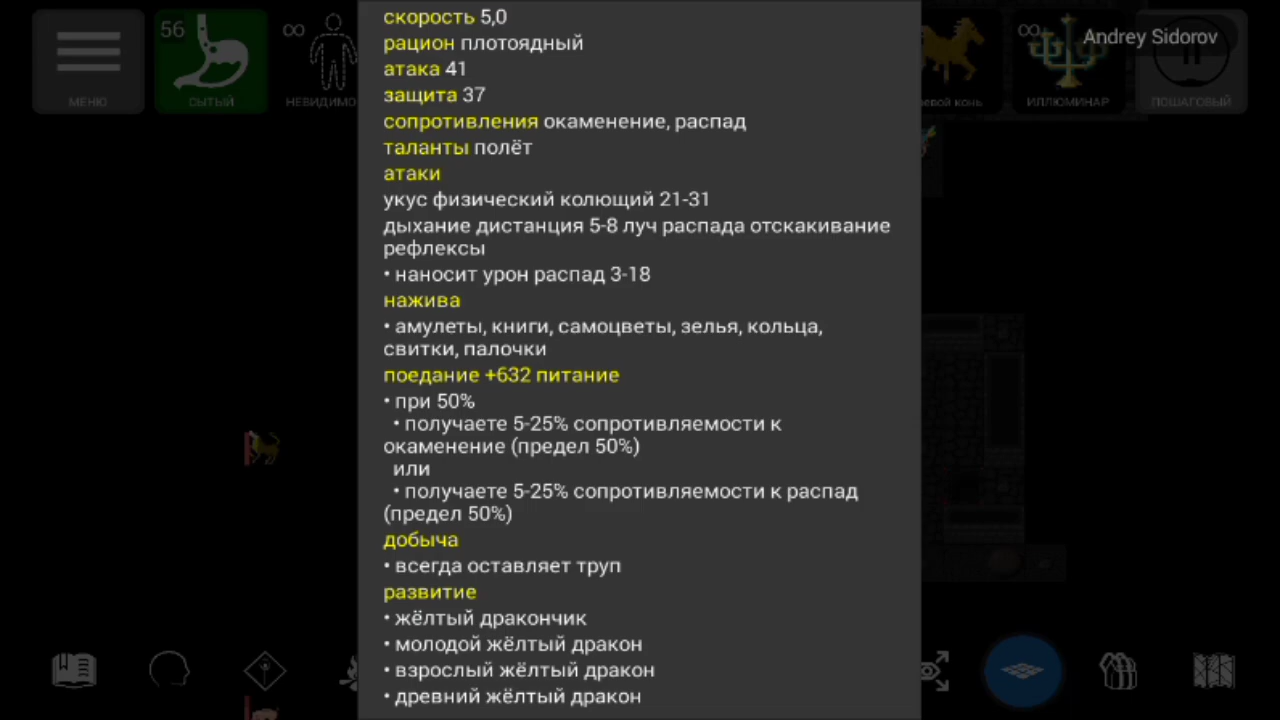 скорость 5,0
рацион плотоядный
атака 41
защита 37
сопротивления окаменение, распад
таланты полёт
атаки
укус физический колющий 21-31
дыхание дистанция 5-8 луч распада отскакивание
рефлексы
• наносит урон распад 3-18
нажива
• амулеты, книги, самоцветы, зелья, кольца,
свитки, палочки
поедание +632 питание
• при 50%
• получаете 5-25% сопротивляемости к
окаменение (предел 50%)
или
• получаете 5-25% сопротивляемости к распад
(предел 50%)
добыча
• всегда оставляет труп
развитие
• жёлтый дракончик
• молодой жёлтый дракон
• взрослый жёлтый дракон
• древний жёлтый дракон
МЕНЮ
56
СЫТЫЙ
∞
НЕВИДИМО
евой конь
∞
ИЛЛЮМИНАР
Andrey Sidorov
ПОШАГОВЫЙ